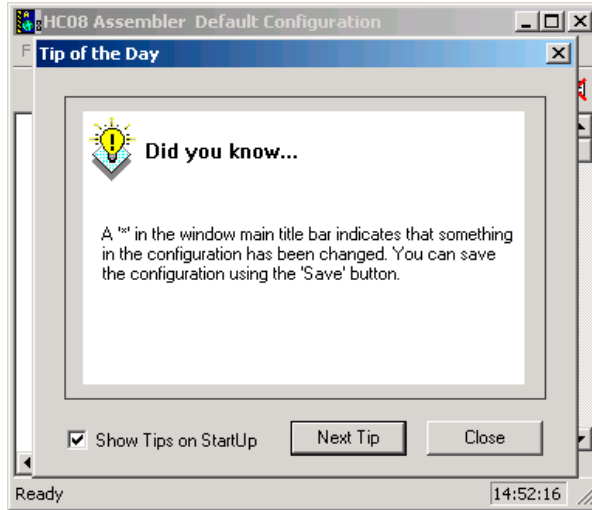 HC08 Assembler Default Configuration
F
Tip of the Day
Did you know...
A '*' in the window main title bar indicates that something
in the configuration has been changed. You can save
the configuration using the 'Save' button.
Show Tips on StartUp
Next Tip
Close
Ready
14:52:16